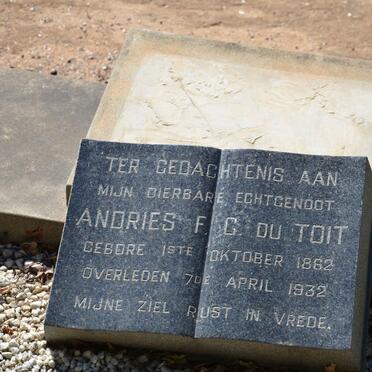 TER GEDACHTENIS AAN
MIJN DIERBARE ECHTGENOOT
ANDRIES F. G. DU TOIT
GEBORE 1STE OKTOBER 1862
OVERLEDEN 7DE APRIL 1932
MIJNE ZIEL RUST IN VREDE.